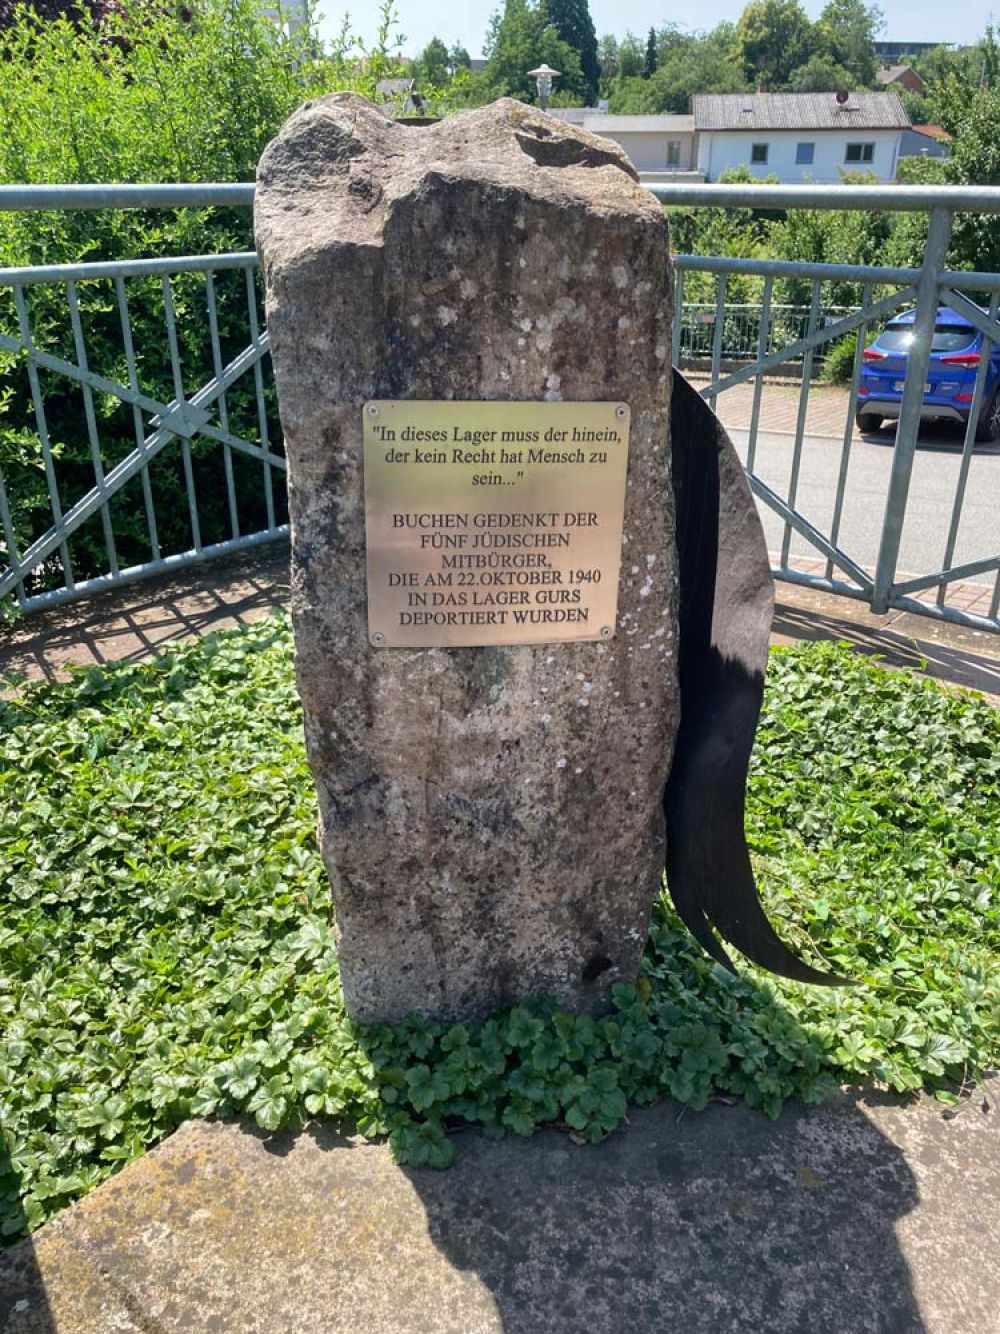 "In dieses Lager muss der hinein,
der kein Recht hat Mensch zu
sein..."
BUCHEN GEDENKT DER
FÜNF JÜDISCHEN
MITBÜRGER,
DIE AM 22.OKTOBER 1940
IN DAS LAGER GURS
DEPORTIERT WURDEN